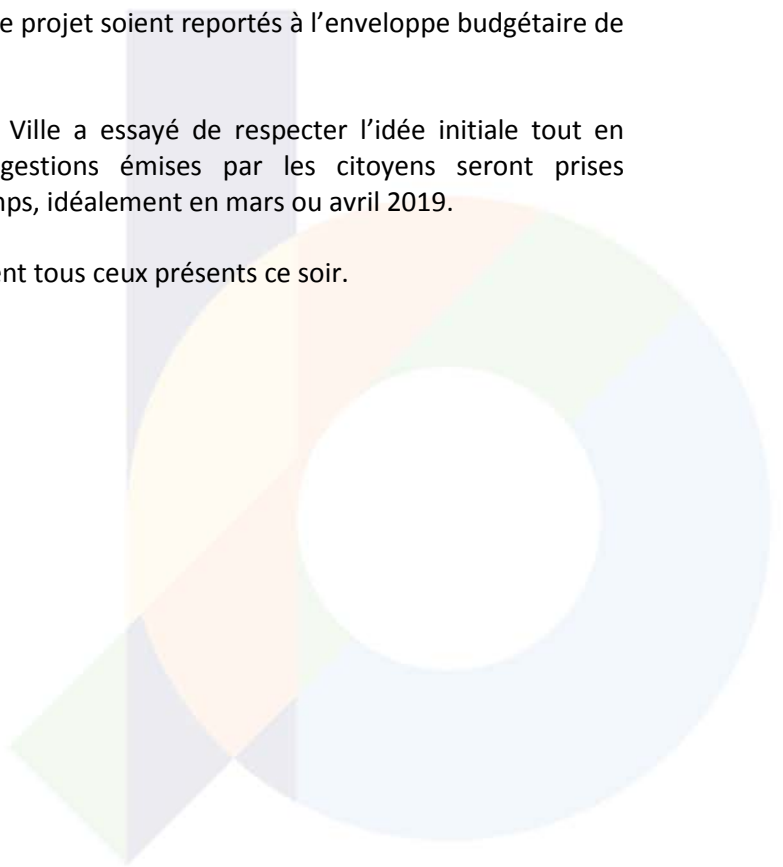 e projet soient reportés à l’enveloppe budgétaire de
Ville a essayé de respecter l’idée initiale tout en
gestions émises par les citoyens seront prises
nps, idéalement en mars ou avril 2019.
ent tous ceux présents ce soir.